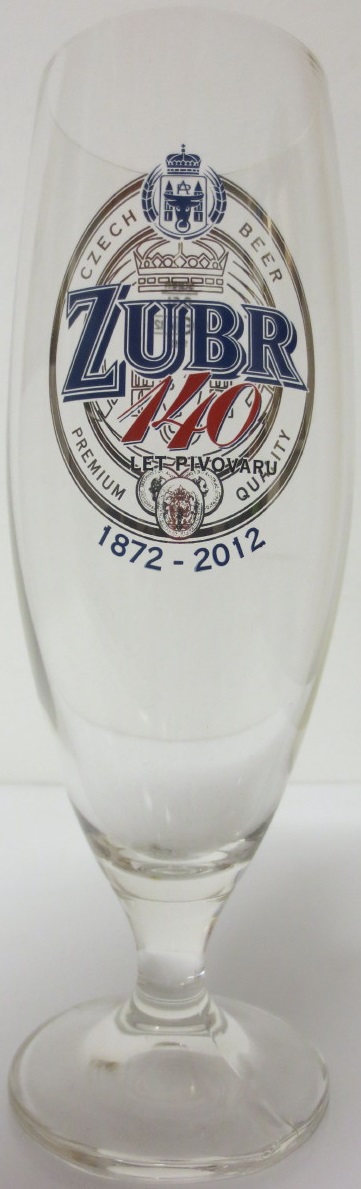 CZECH BEER
ZUBR
140
LET PIVOVARU
PREMIUM QUALITY
1872 - 2012